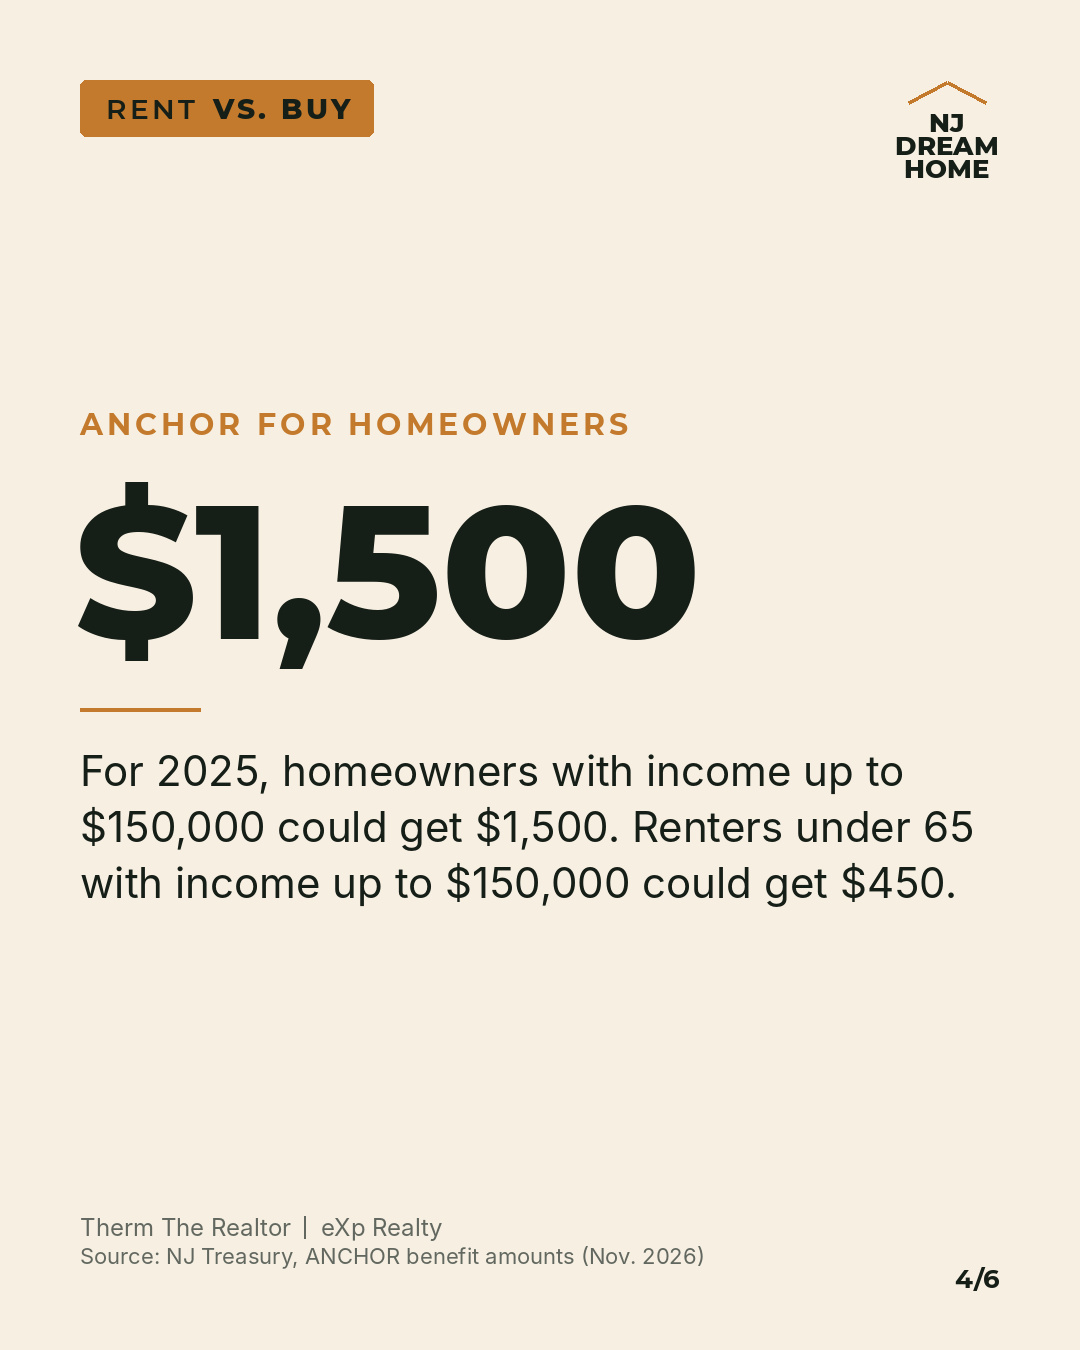 RENT VS. BUY
NJ
DREAM
HOME
ANCHOR FOR HOMEOWNERS
$1,500
For 2025, homeowners with income up to
$150,000 could get $1,500. Renters under 65
with income up to $150,000 could get $450.
Therm The Realtor | eXp Realty
Source: NJ Treasury, ANCHOR benefit amounts (Nov. 2026)
4/6